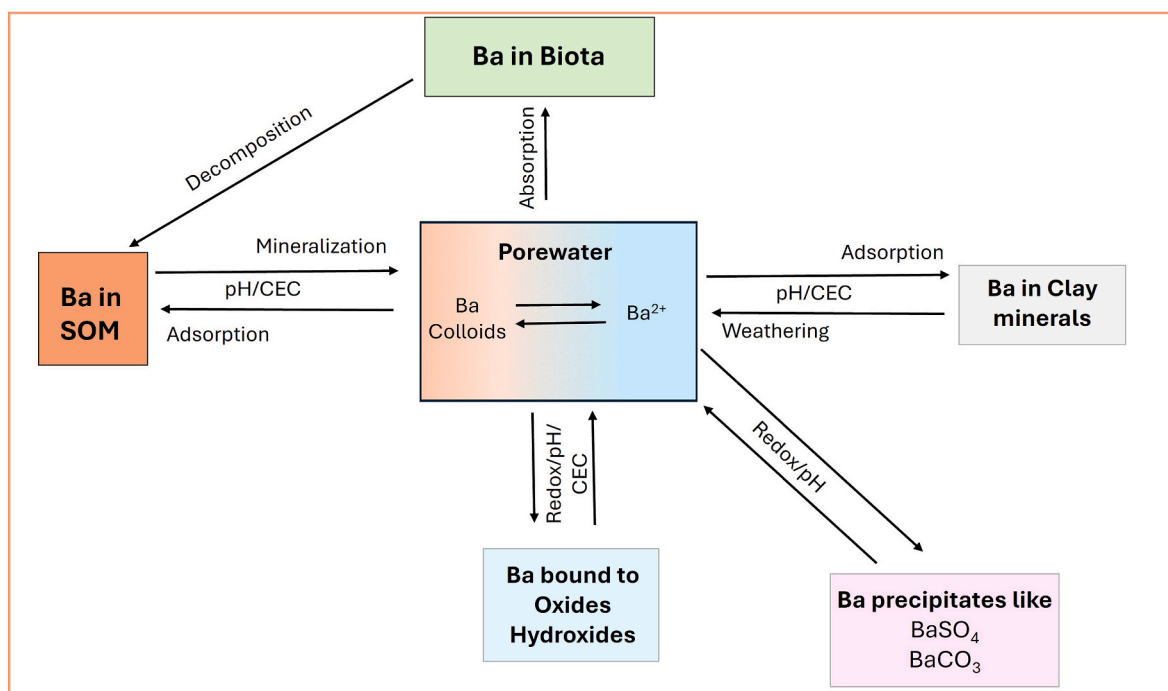 Ba in Biota
Decomposition
Absorption
Mineralization
pH/CEC
Adsorption
Ba in
SOM
Porewater
Ba
Colloids
Ba²⁺
Adsorption
pH/CEC
Weathering
Ba in Clay
minerals
Redox/pH/
CEC
Redox/pH
Ba bound to
Oxides
Hydroxides
Ba precipitates like
BaSO₄
BaCO₃